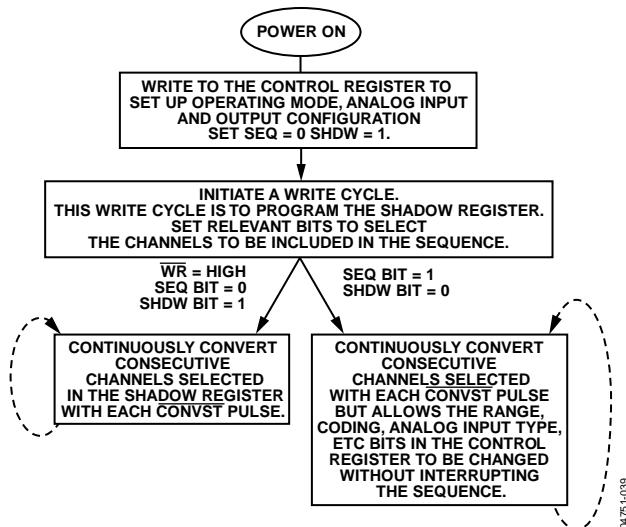 POWER ON
WRITE TO THE CONTROL REGISTER TO
SET UP OPERATING MODE, ANALOG INPUT
AND OUTPUT CONFIGURATION
SET SEQ = 0 SHDW = 1.
INITIATE A WRITE CYCLE.
THIS WRITE CYCLE IS TO PROGRAM THE SHADOW REGISTER.
SET RELEVANT BITS TO SELECT
THE CHANNELS TO BE INCLUDED IN THE SEQUENCE.
W̅R̅ = HIGH
SEQ BIT = 0
SHDW BIT = 1
SEQ BIT = 1
SHDW BIT = 0
CONTINUOUSLY CONVERT
CONSECUTIVE
CHANNELS SELECTED
IN THE SHADOW REGISTER
WITH EACH C̅O̅N̅V̅S̅T̅ PULSE.
CONTINUOUSLY CONVERT
CONSECUTIVE
CHANNELS SELECTED
WITH EACH C̅O̅N̅V̅S̅T̅ PULSE
BUT ALLOWS THE RANGE,
CODING, ANALOG INPUT TYPE,
ETC BITS IN THE CONTROL
REGISTER TO BE CHANGED
WITHOUT INTERRUPTING
THE SEQUENCE.
04751-039